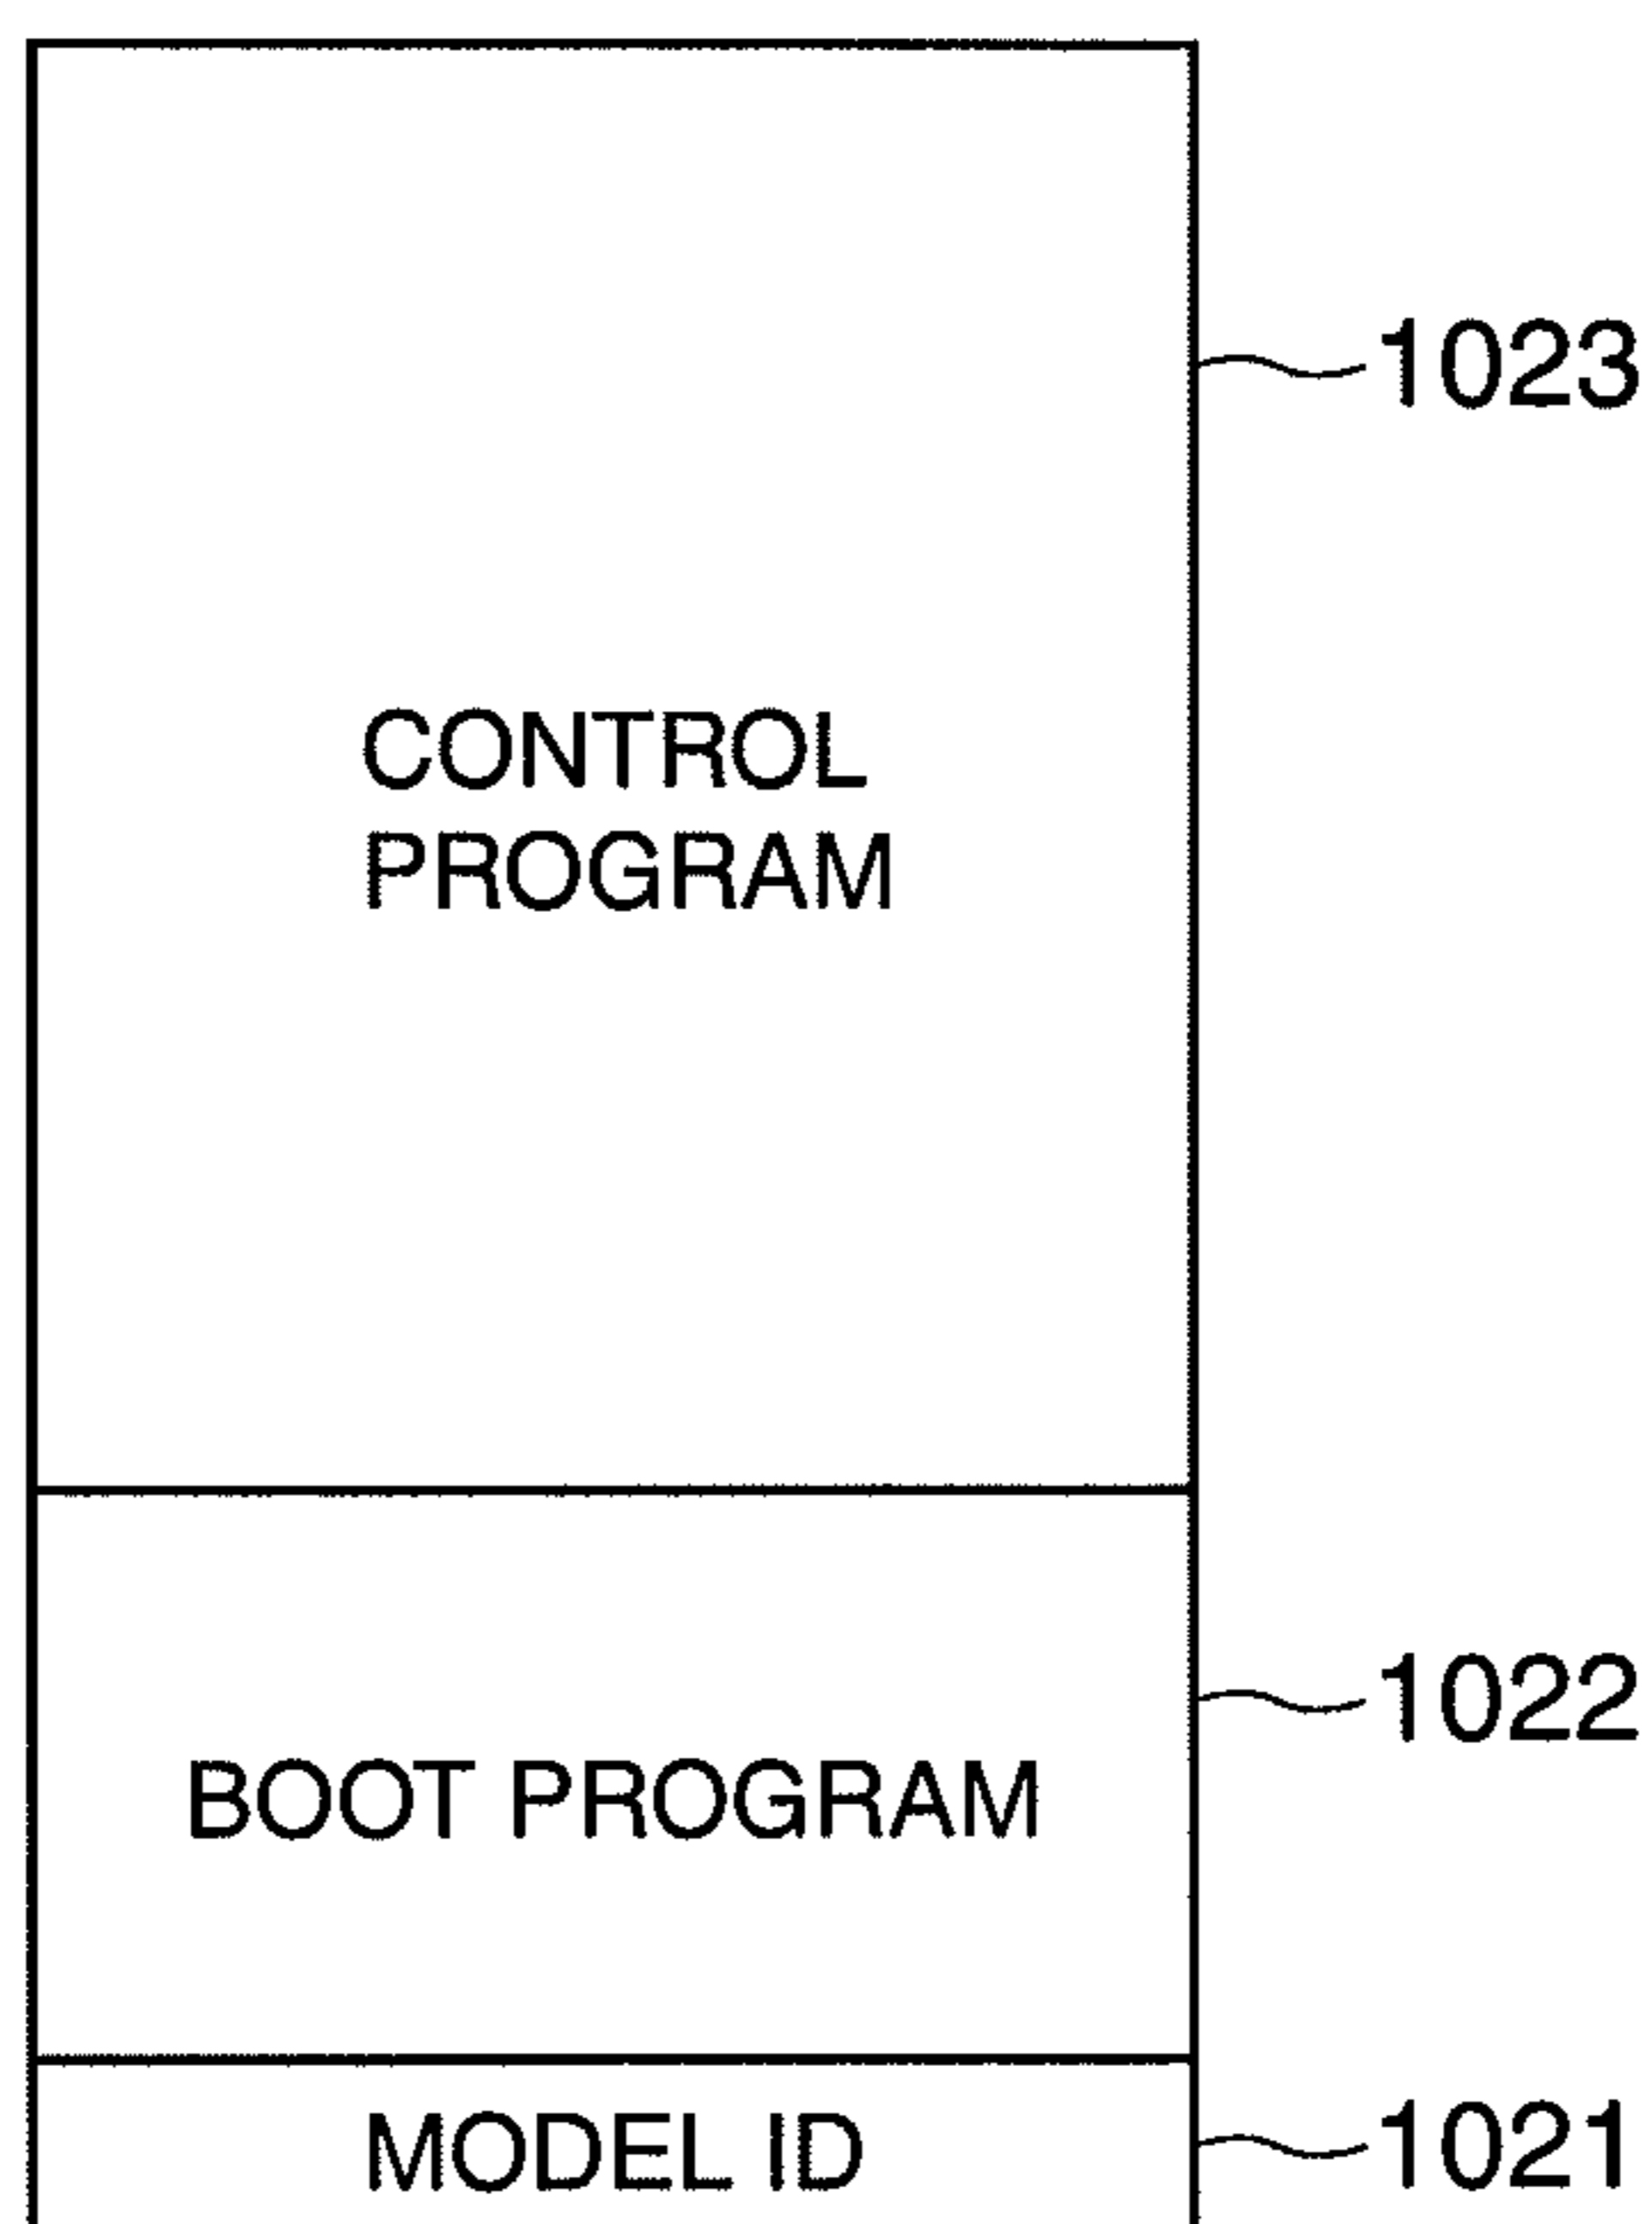 1023
CONTROL
PROGRAM
1022
BOOT PROGRAM
MODEL ID
1021